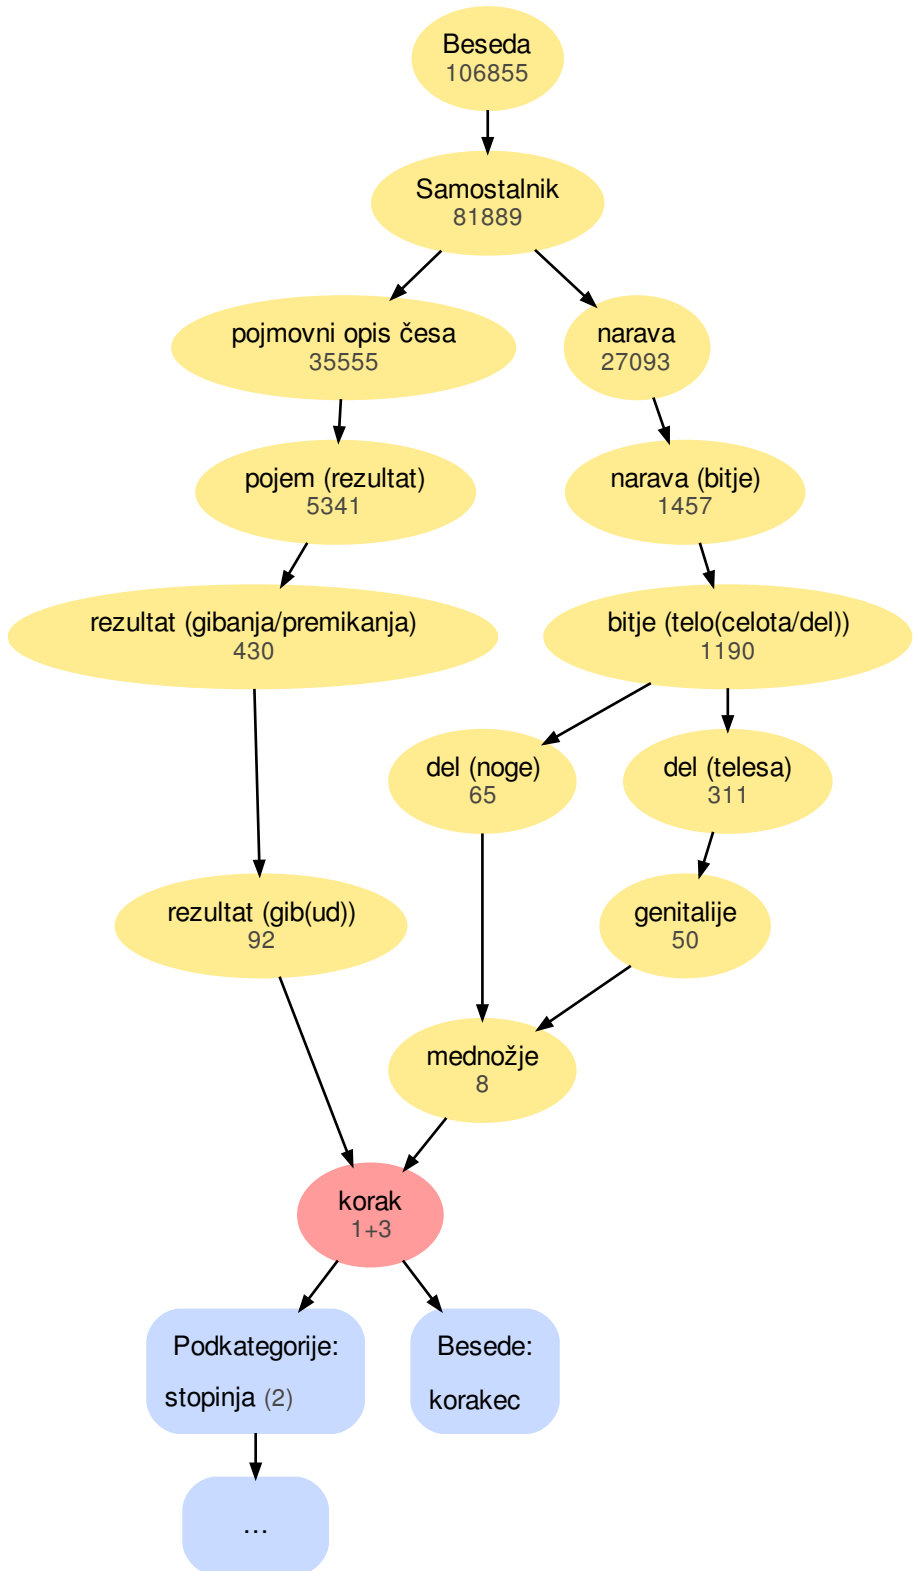 Beseda
106855
Samostalnik
81889
pojmovni opis česa
35555
narava
27093
pojem (rezultat)
5341
narava (bitje)
1457
rezultat (gibanja/premikanja)
430
bitje (telo(celota/del))
1190
del (noge)
65
del (telesa)
311
rezultat (gib(ud))
92
genitalije
50
mednožje
8
korak
1+3
Podkategorije:
stopinja (2)
Besede:
korakec
...